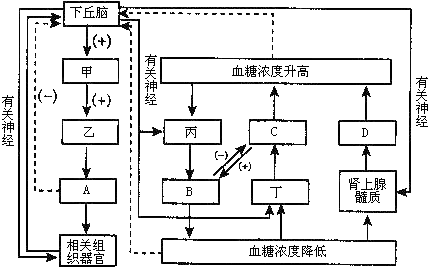 下丘脑
(+)
甲
(+)
乙
A
相关组
织器官
(−)
有关神经
有关神经
血糖浓度升高
丙
C
D
(−)
(+)
B
丁
肾上腺
髓质
血糖浓度降低
有关神经